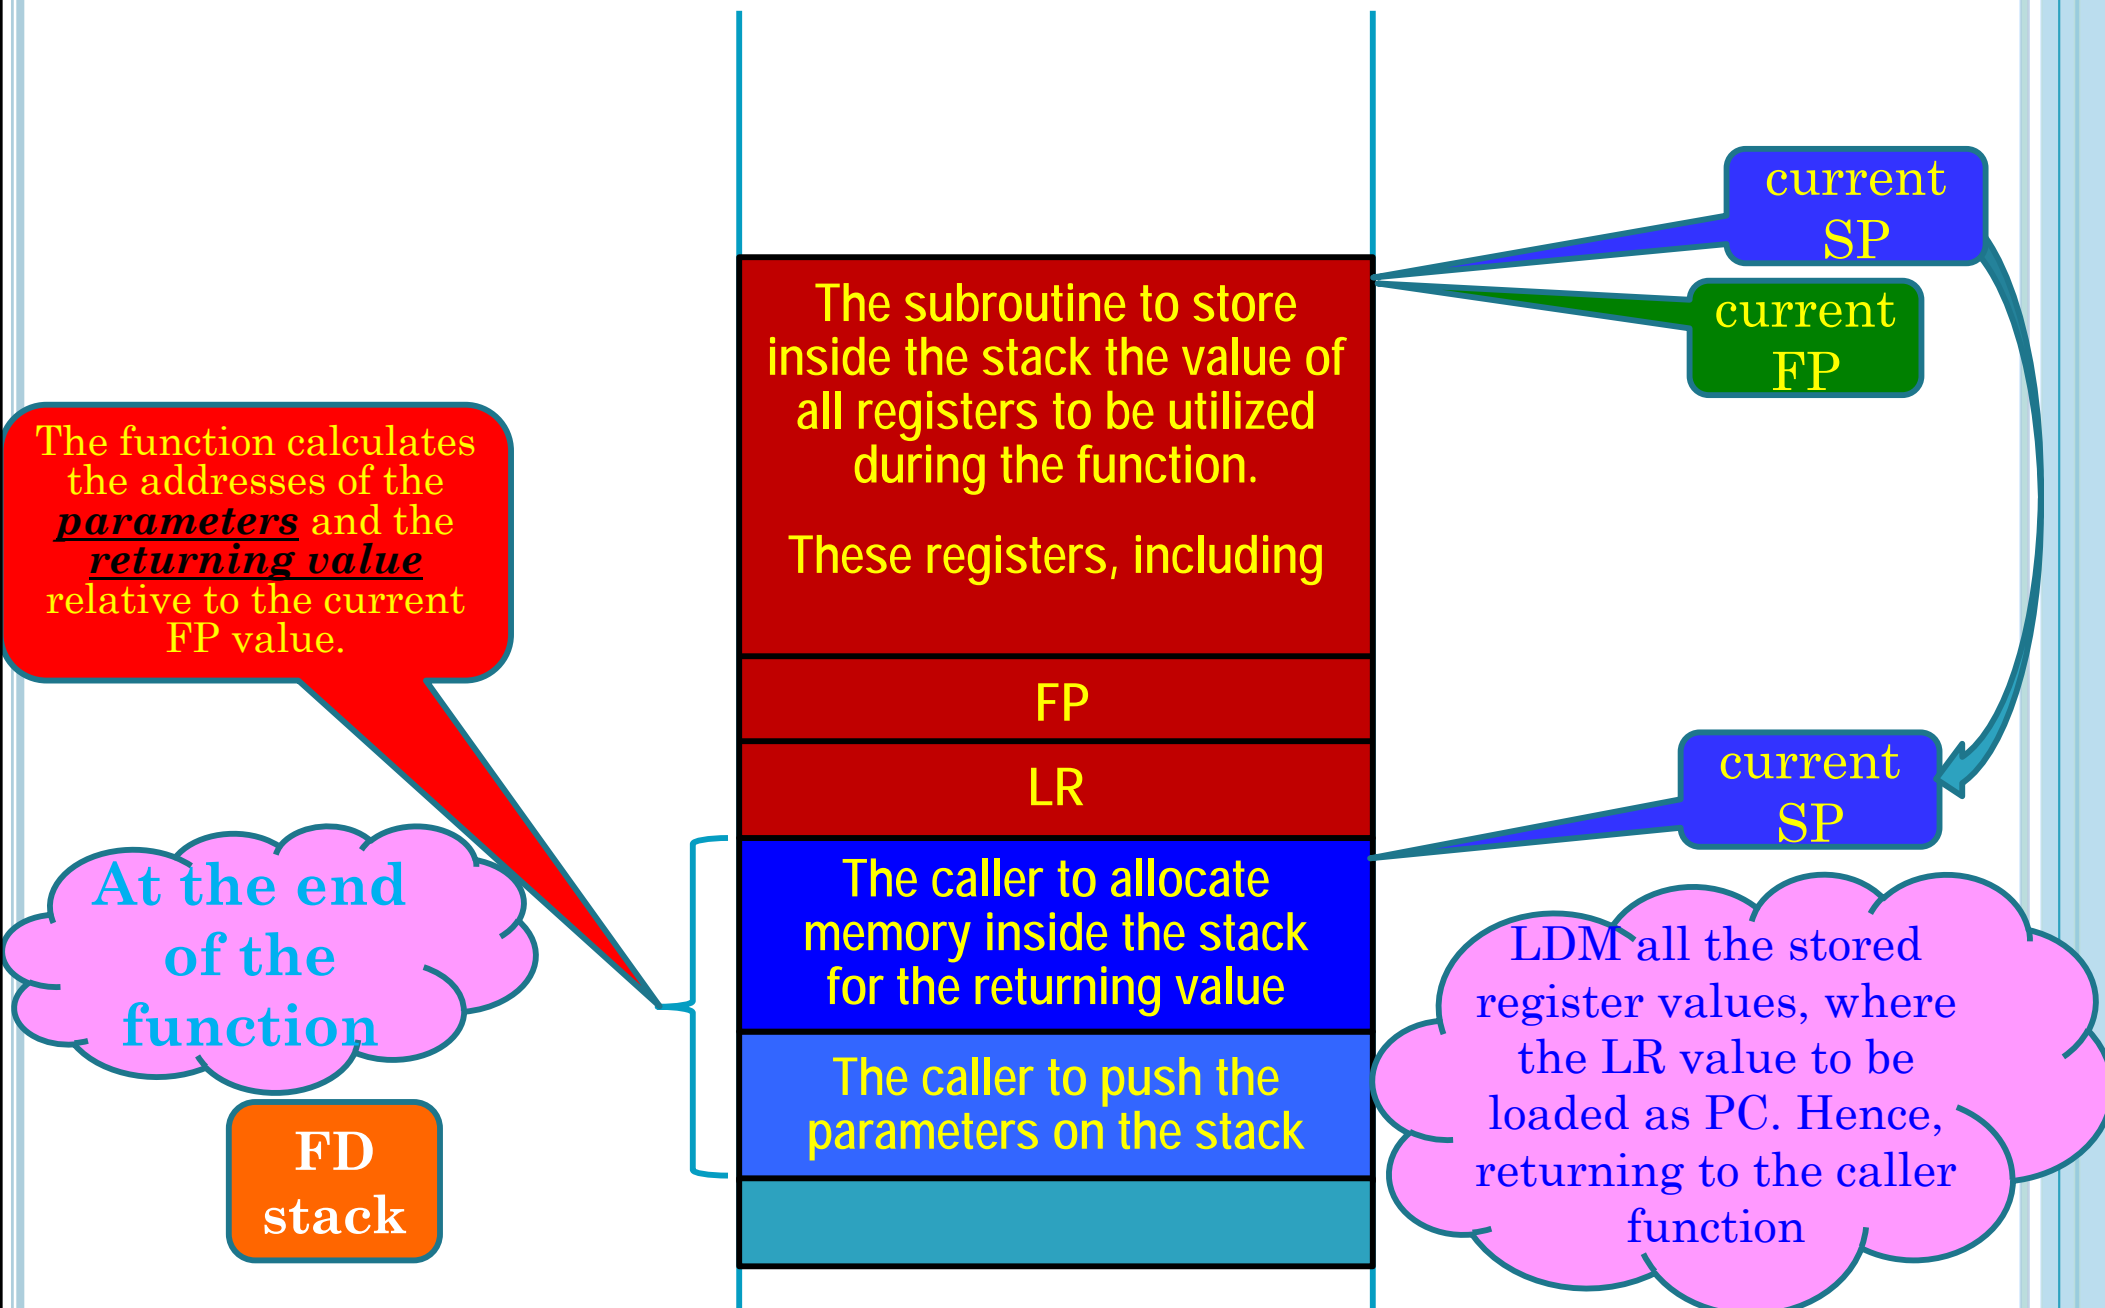 current
SP
current
FP
The subroutine to store
inside the stack the value of
all registers to be utilized
during the function.
These registers, including
FP
LR
The function calculates
the addresses of the
parameters and the
returning value
relative to the current
FP value.
current
SP
The caller to allocate
memory inside the stack
for the returning value
The caller to push the
parameters on the stack
At the end
of the
function
FD
stack
LDM all the stored
register values, where
the LR value to be
loaded as PC. Hence,
returning to the caller
function